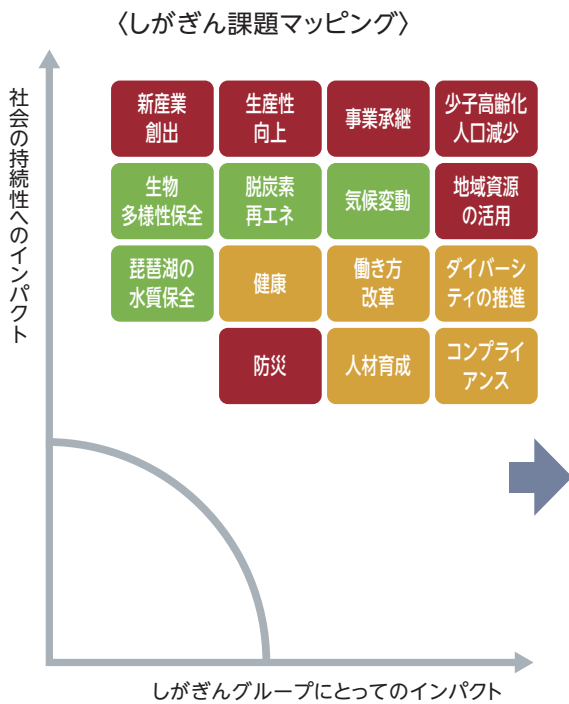 〈しがぎん課題マッピング〉
社会の持続性へのインパクト
新産業
創出
生産性
向上
事業承継
少子高齢化
人口減少
生物
多様性保全
脱炭素
再エネ
気候変動
地域資源
の活用
琵琶湖の
水質保全
健康
働き方
改革
ダイバーシ
ティの推進
防災
人材育成
コンプライ
アンス
しがぎんグループにとってのインパクト